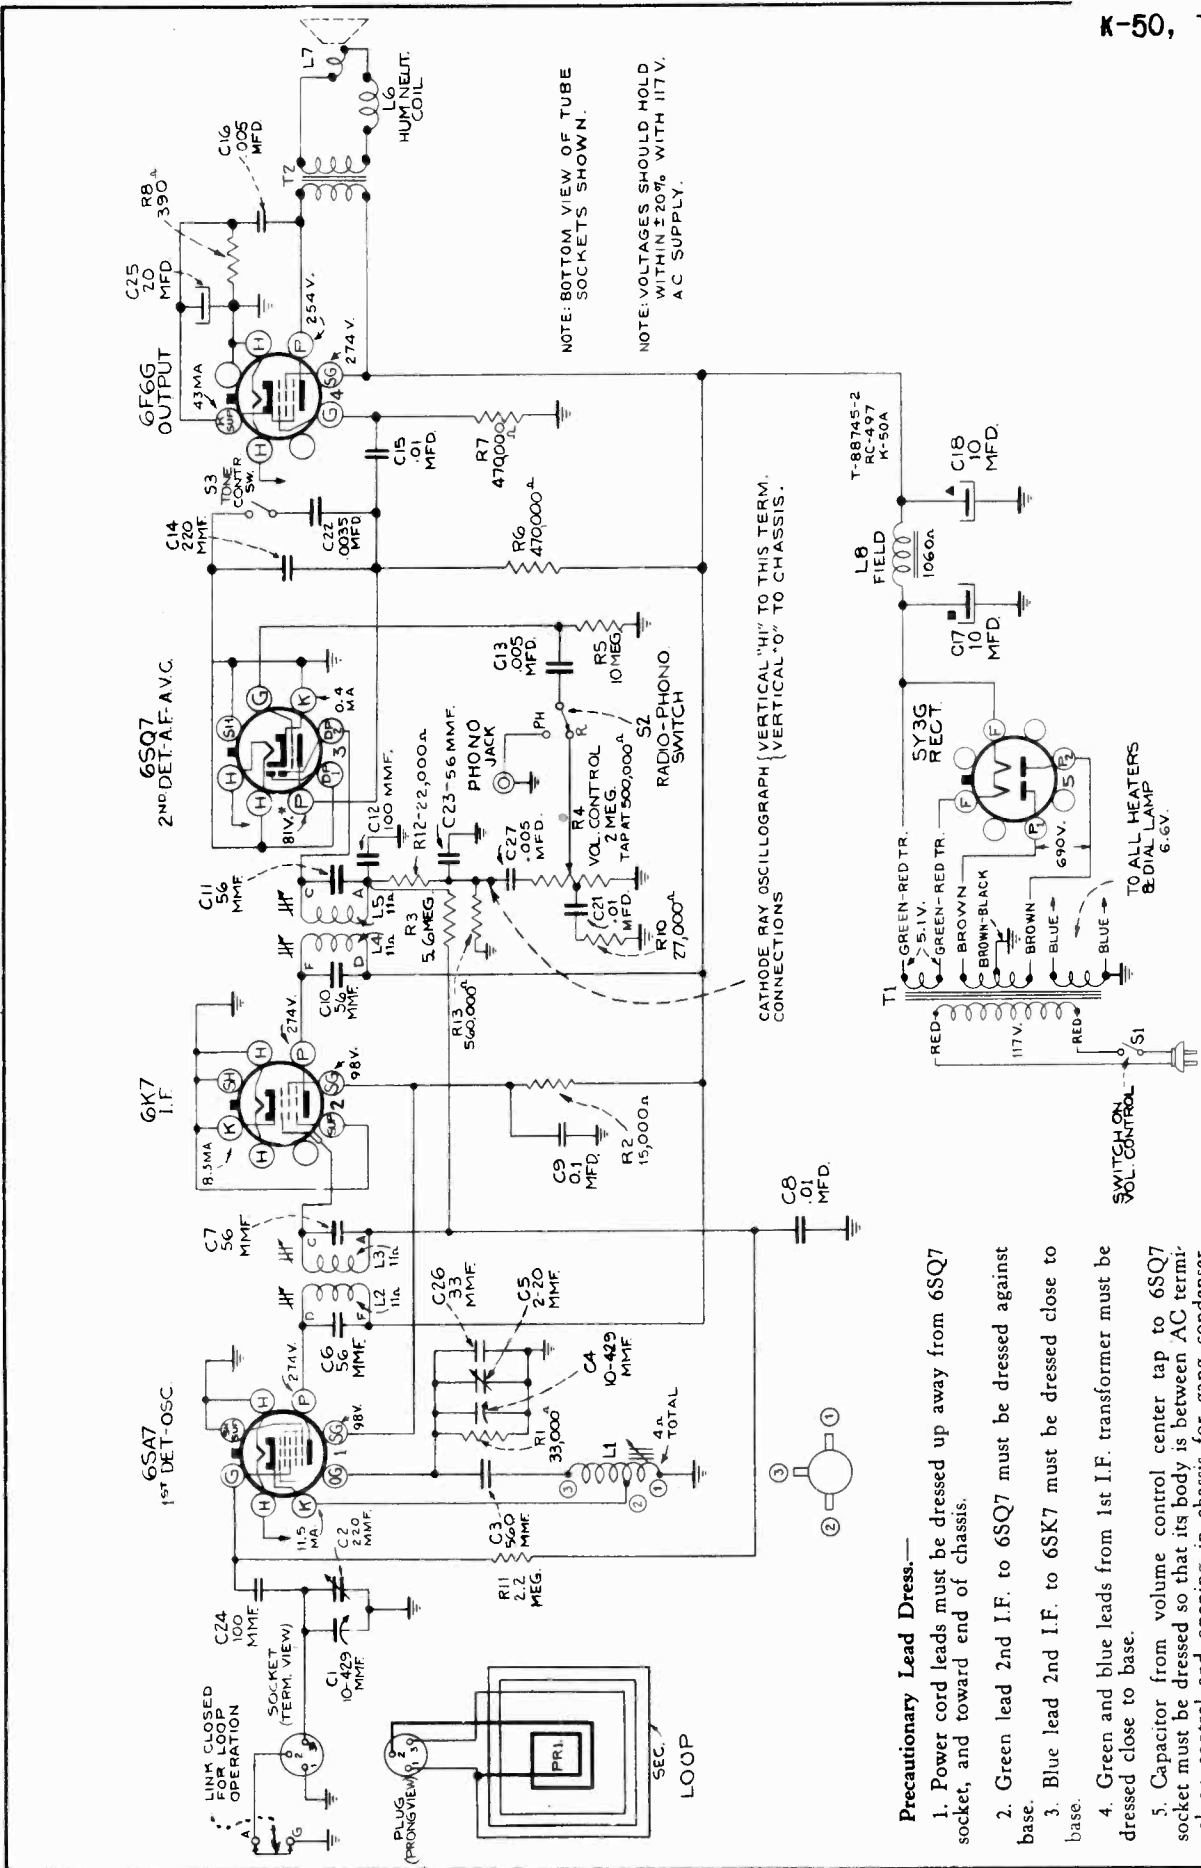 K-50,
6SA7
1ST DET-OSC.
6K7
I.F.
6SQ7
2ND DET.-A.F.-A.V.C.
6F6G
OUTPUT
LINK CLOSED
FOR LOOP
OPERATION
A
G
SOCKET
(TERM. VIEW)
PLUG
(PRONG VIEW)
PRI.
SEC.
LOOP
C24
100
MMF.
C1
10-429
MMF.
C2
220
MMF.
11.5
MA.
R11
2.2
MEG.
C3
560
MMF.
R1
33,000Ω
C4
10-429
MMF.
C5
2-20
MMF.
C26
33
MMF.
L1
4Ω
TOTAL
274V.
98V.
C6
56
MMF.
L2
11Ω
L3
11Ω
C7
56
MMF.
8.3MA
274V.
98V.
C9
0.1
MFD.
R2
15,000Ω
C8
.01
MFD.
C10
56
MMF.
L4
11Ω
L5
11Ω
C11
56
MMF.
C12
100 MMF.
R12-22,000Ω
C23-56 MMF.
R3
5.6MEG.
R13
560,000Ω
C27
.005
MFD.
R4
VOL. CONTROL
2 MEG.
TAP AT 500,000Ω
C21
.01
MFD.
R10
27,000Ω
81V.*
0.4
MA
PHONO
JACK
PH
R.
S2
RADIO-PHONO
SWITCH
C13
.005
MFD.
R5
10 MEG
C14
220
MMF.
S3
TONE
CONTR
SW.
C22
.0035
MFD
R6
470,000Ω
C15
.01
MFD.
R7
470,000Ω
43MA
C25
20
MFD.
R8
390Ω
C16
.005
MFD.
254V.
274V.
T2
L7
L6
HUM NEUT.
COIL
NOTE: BOTTOM VIEW OF TUBE
SOCKETS SHOWN.
NOTE: VOLTAGES SHOULD HOLD
WITHIN ±20% WITH 117V.
AC SUPPLY.
CATHODE RAY OSCILLOGRAPH { VERTICAL "HI" TO THIS TERM.
CONNECTIONS { VERTICAL "O" TO CHASSIS.
T-88745-2
RC-497
K-50A
L8
FIELD
1060Ω
C17
10
MFD.
C18
10
MFD.
5Y3G
RECT.
690V.
T1
GREEN-RED TR.
5.1V.
GREEN-RED TR.
BROWN
BROWN-BLACK
BROWN
BLUE
BLUE
RED
117V.
RED
S1
SWITCH ON
VOL. CONTROL
TO ALL HEATERS
& DIAL LAMP
6.6V.
Precautionary Lead Dress.—
1. Power cord leads must be dressed up away from 6SQ7
socket, and toward end of chassis.
2. Green lead 2nd I.F. to 6SQ7 must be dressed against
base.
3. Blue lead 2nd I.F. to 6SK7 must be dressed close to
base.
4. Green and blue leads from 1st I.F. transformer must be
dressed close to base.
5. Capacitor from volume control center tap to 6SQ7
socket must be dressed so that its body is between AC termi-